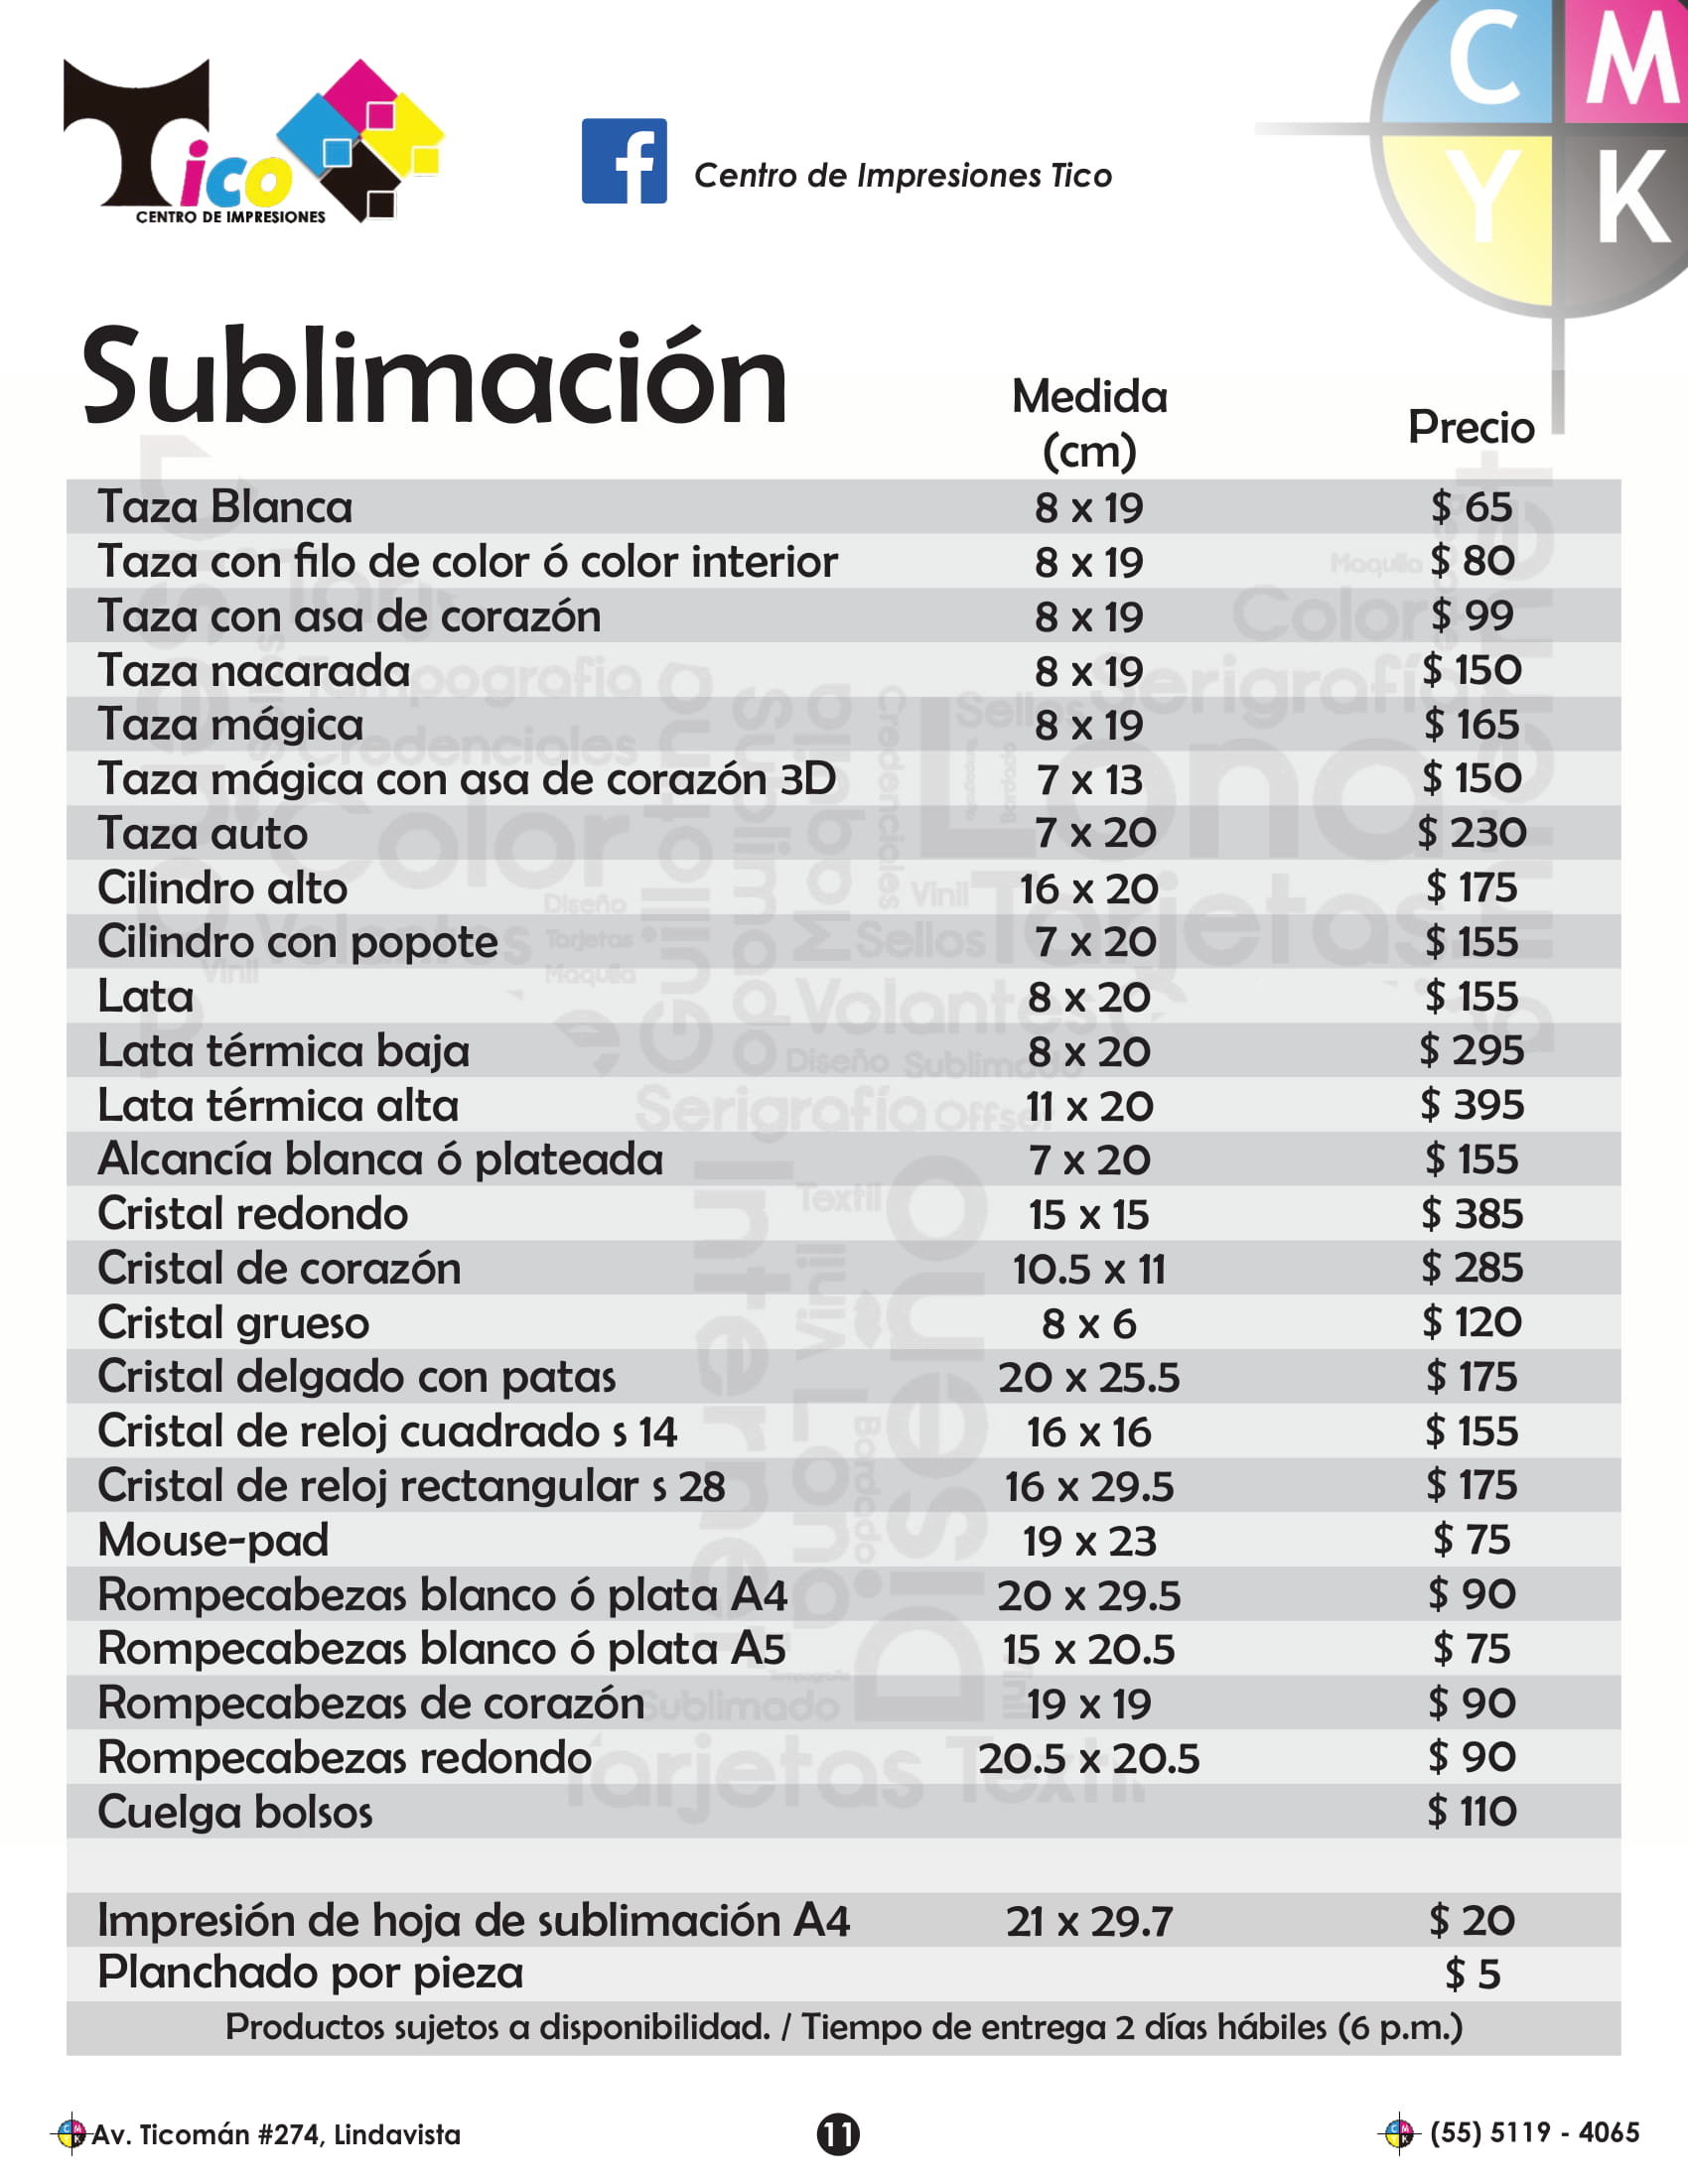 Tico
CENTRO DE IMPRESIONES
Centro de Impresiones Tico
C M
Y K
Sublimación
Medida
(cm)
Precio
Taza Blanca 8 x 19 $ 65
Taza con filo de color ó color interior 8 x 19 $ 80
Taza con asa de corazón 8 x 19 $ 99
Taza nacarada 8 x 19 $ 150
Taza mágica 8 x 19 $ 165
Taza mágica con asa de corazón 3D 7 x 13 $ 150
Taza auto 7 x 20 $ 230
Cilindro alto 16 x 20 $ 175
Cilindro con popote 7 x 20 $ 155
Lata 8 x 20 $ 155
Lata térmica baja 8 x 20 $ 295
Lata térmica alta 11 x 20 $ 395
Alcancía blanca ó plateada 7 x 20 $ 155
Cristal redondo 15 x 15 $ 385
Cristal de corazón 10.5 x 11 $ 285
Cristal grueso 8 x 6 $ 120
Cristal delgado con patas 20 x 25.5 $ 175
Cristal de reloj cuadrado s 14 16 x 16 $ 155
Cristal de reloj rectangular s 28 16 x 29.5 $ 175
Mouse-pad 19 x 23 $ 75
Rompecabezas blanco ó plata A4 20 x 29.5 $ 90
Rompecabezas blanco ó plata A5 15 x 20.5 $ 75
Rompecabezas de corazón 19 x 19 $ 90
Rompecabezas redondo 20.5 x 20.5 $ 90
Cuelga bolsos $ 110
Impresión de hoja de sublimación A4 21 x 29.7 $ 20
Planchado por pieza $ 5
Productos sujetos a disponibilidad. / Tiempo de entrega 2 días hábiles (6 p.m.)
Av. Ticomán #274, Lindavista
11
(55) 5119 - 4065